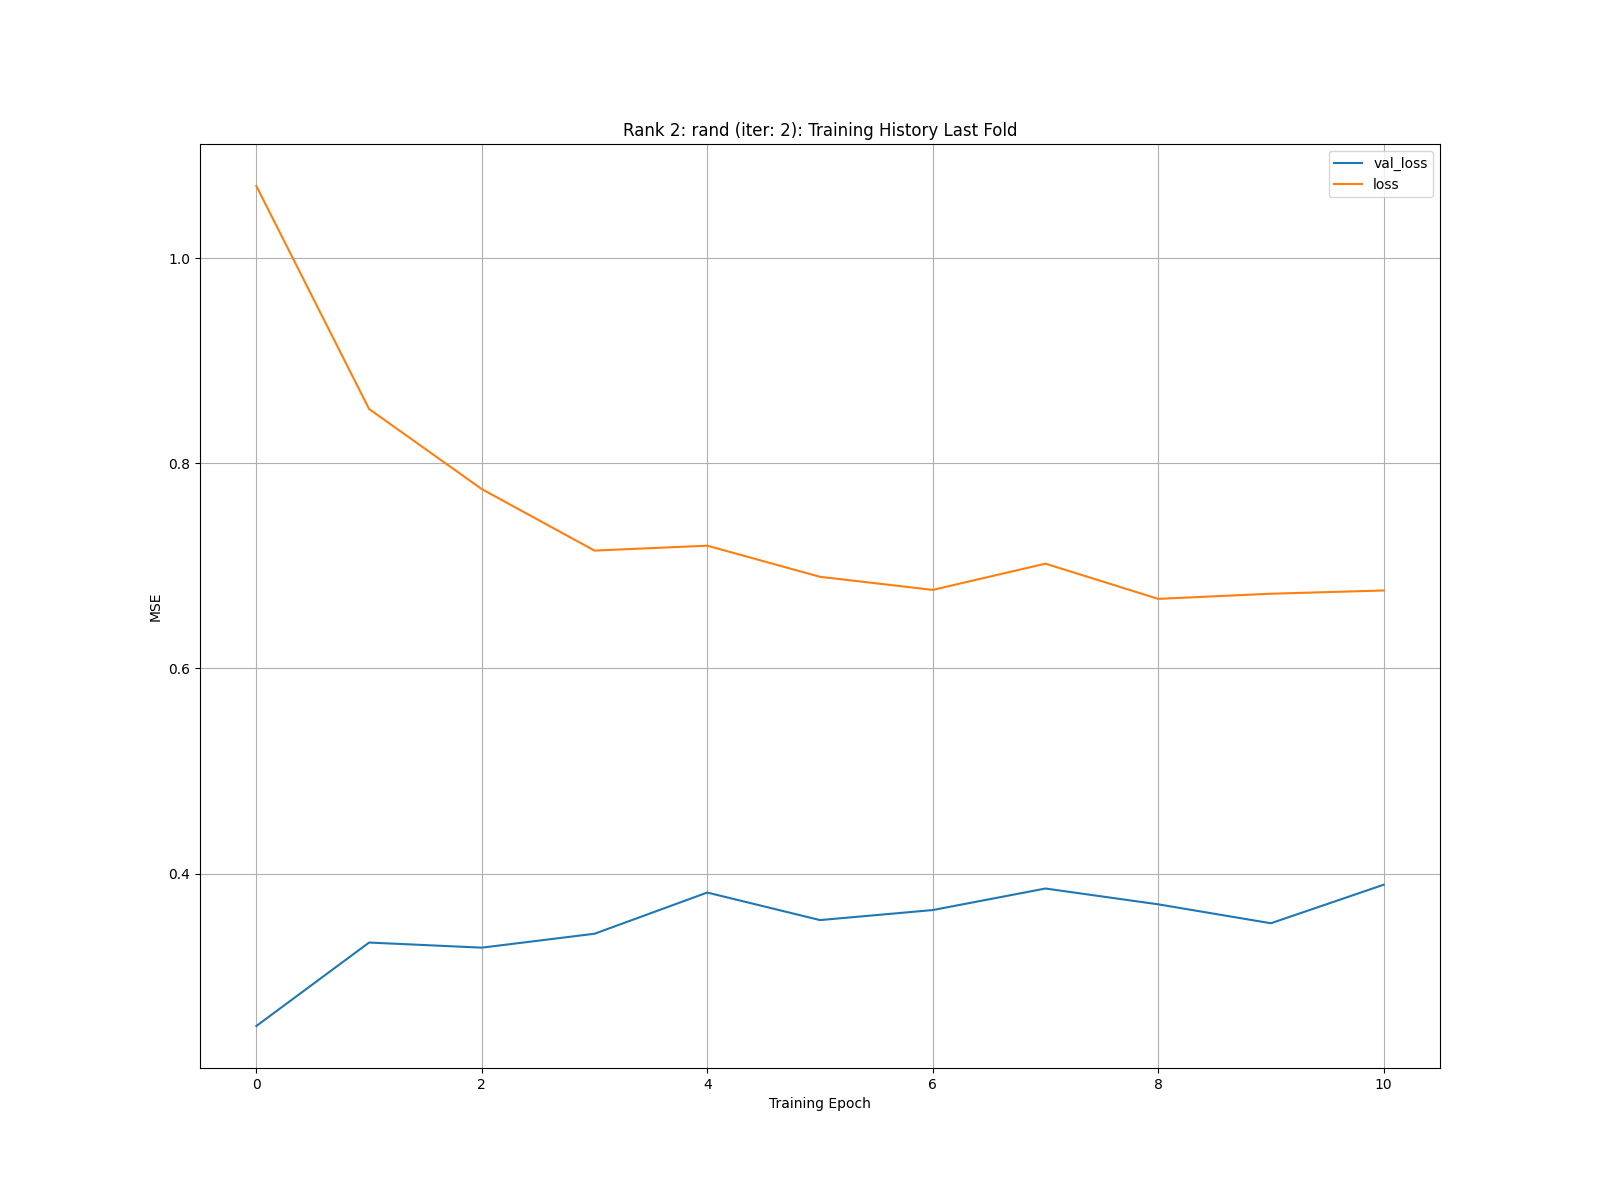 Rank 2: rand (iter: 2): Training History Last Fold
val_loss
loss
1.0
0.8
0.6
0.4
MSE
0 2 4 6 8 10
Training Epoch